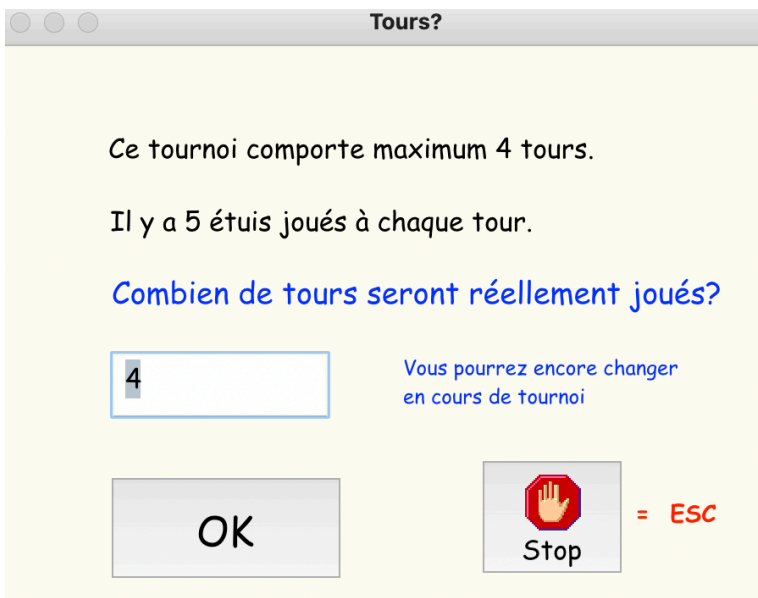 Tours?
Ce tournoi comporte maximum 4 tours.
Il y a 5 étuis joués à chaque tour.
Combien de tours seront réellement joués?
4
Vous pourrez encore changer
en cours de tournoi
OK
Stop
= ESC